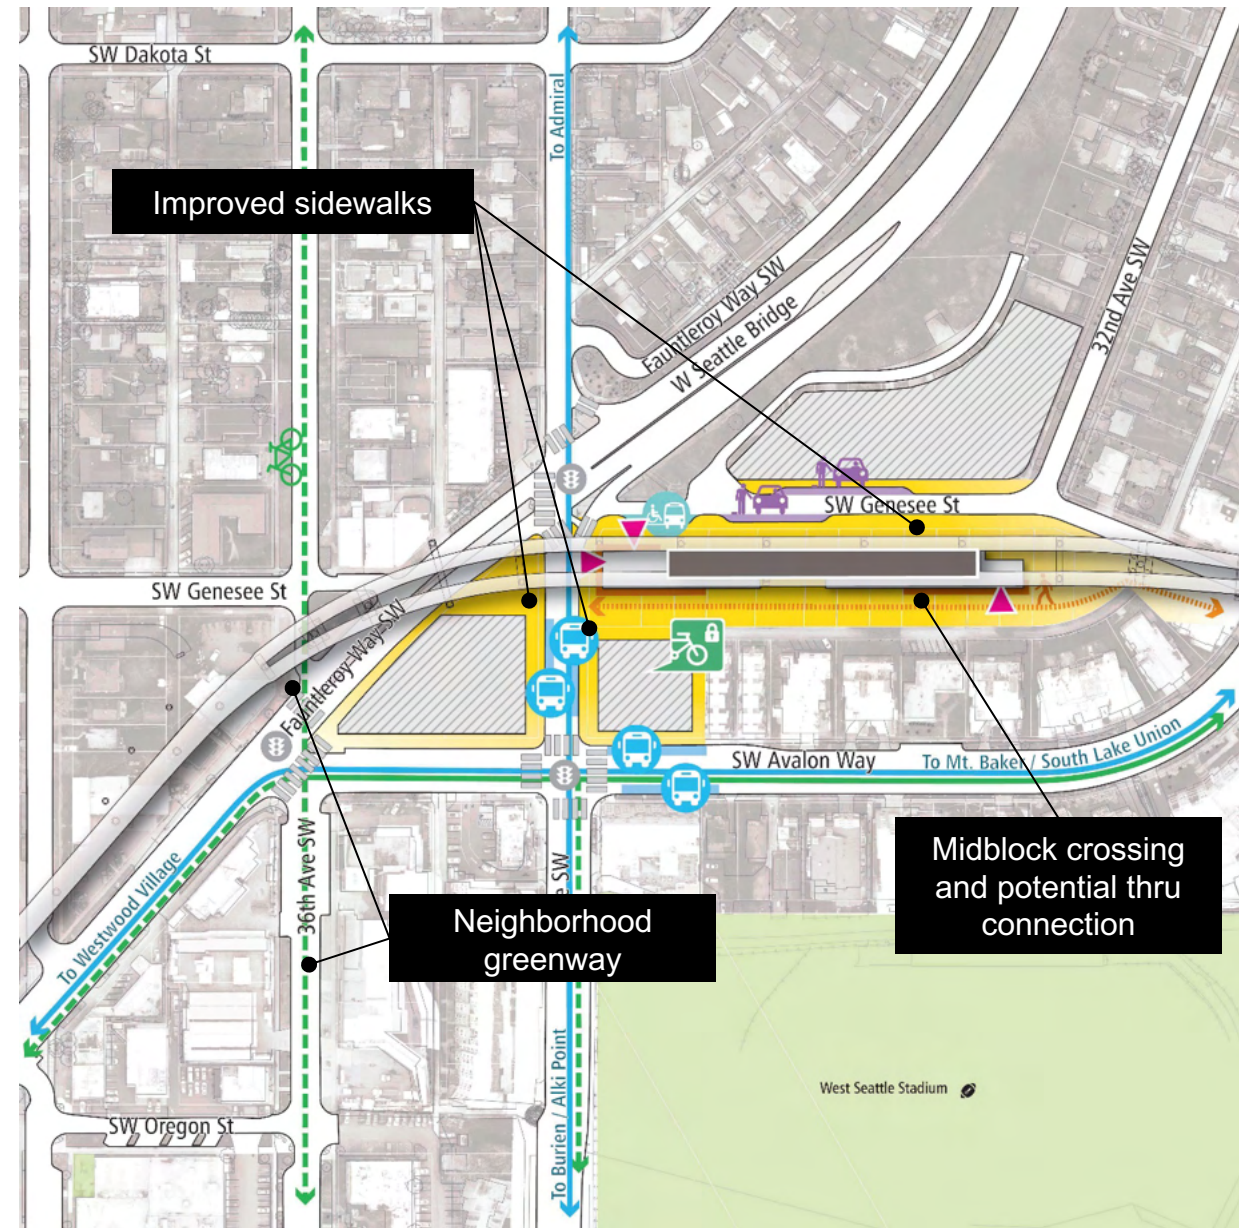 SW Dakota St
To Admiral
Improved sidewalks
Fauntleroy Way SW
W Seattle Bridge
32nd Ave SW
SW Genesee St
SW Genesee St
Fauntleroy Way SW
SW Avalon Way
To Mt. Baker / South Lake Union
To Westwood Village
36th Ave SW
SW
Neighborhood
greenway
Midblock crossing
and potential thru
connection
To Burien / Alki Point
West Seattle Stadium
SW Oregon St